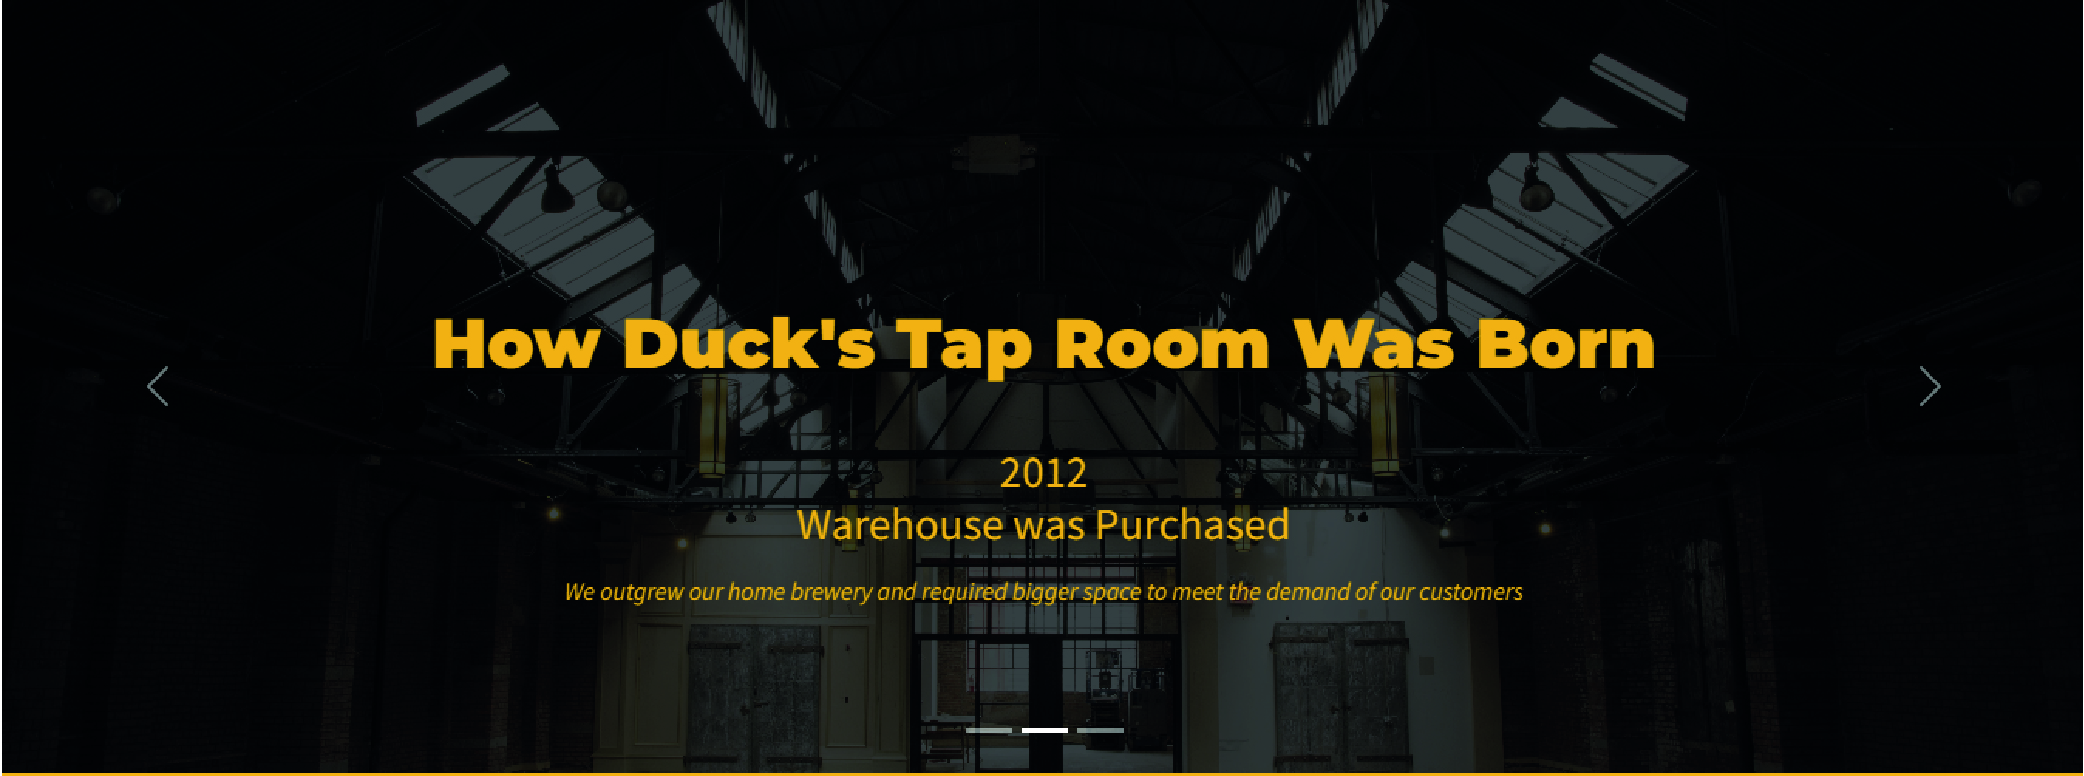 How Duck's Tap Room Was Born
2012
Warehouse was Purchased
We outgrew our home brewery and required bigger space to meet the demand of our customers